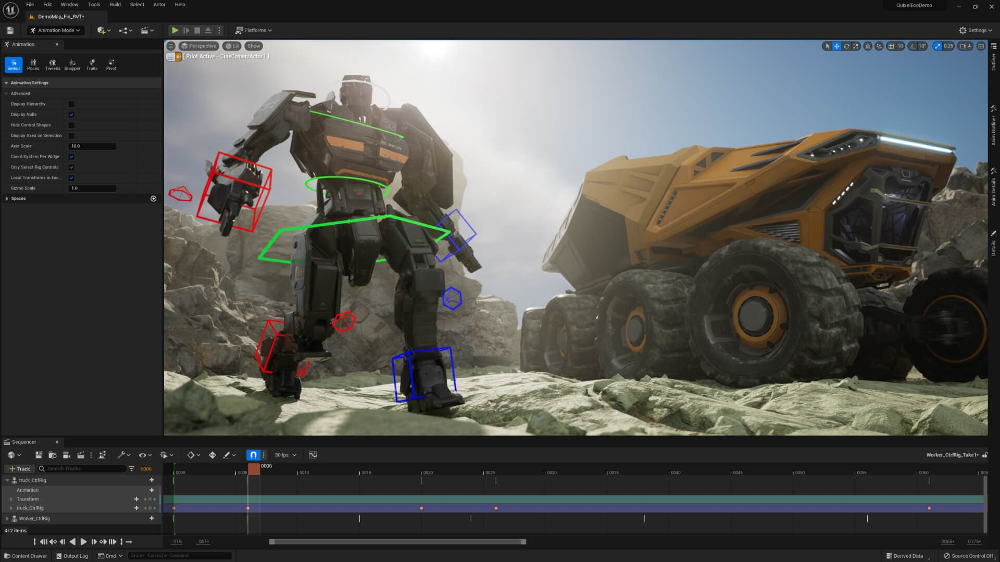 File Edit Window Tools Build Select Actor Help
QuixelEcoDemo
DemoMap_Fin_RVT•
Animation Mode
Platforms
Settings
Animation
Perspective Lit Show
10 10° 0.25 4
[ Pilot Active - CineCameraActor1 ]
Select Poses Tweens Snapper Trails Pivot
Animation Settings
Advanced
Display Hierarchy
Display Nulls
Hide Control Shapes
Display Axes on Selection
Axis Scale 10.0
Coord System Per Widge...
Only Select Rig Controls
Local Transforms in Eac...
Gizmo Scale 1.0
Spaces
Outliner
Anim Outliner
Anim Details
Details
Sequencer
30 fps
Worker_CtrlRig_Take1•
Track Search Tracks 0006
0006
0000 0005 0010 0015 0020 0025 0030 0035 0040 0045 0050 0055 0060 006
truck_CtrlRig
Animation
Transform
truck_CtrlRig
Worker_CtrlRig
412 items
-015 -001+ 0065+ 0176+
Content Drawer Output Log Cmd Enter Console Command
Derived Data Source Control Off